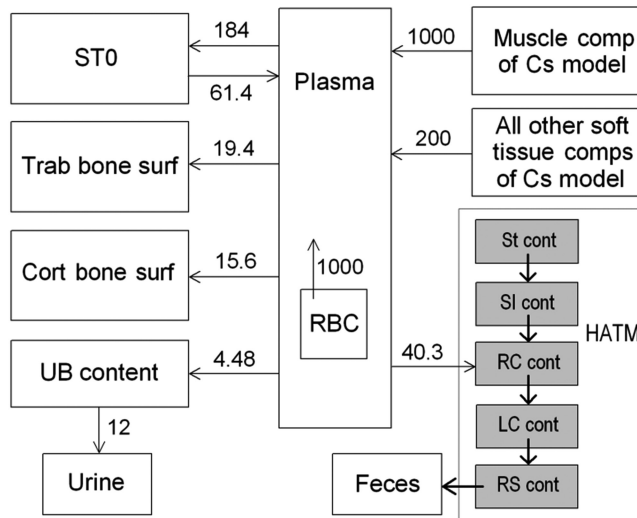 ST0
184
61.4
Plasma
1000
Muscle comp
of Cs model
Trab bone surf
19.4
200
All other soft
tissue comps
of Cs model
Cort bone surf
15.6
1000
RBC
UB content
4.48
40.3
12
Urine
Feces
St cont
SI cont
HATM
RC cont
LC cont
RS cont